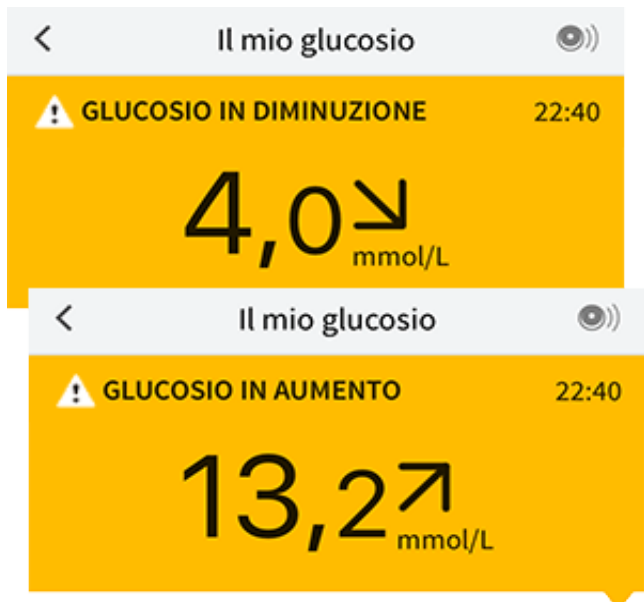 Il mio glucosio
GLUCOSIO IN DIMINUZIONE 22:40
4,0
mmol/L
Il mio glucosio
GLUCOSIO IN AUMENTO 22:40
13,2
mmol/L